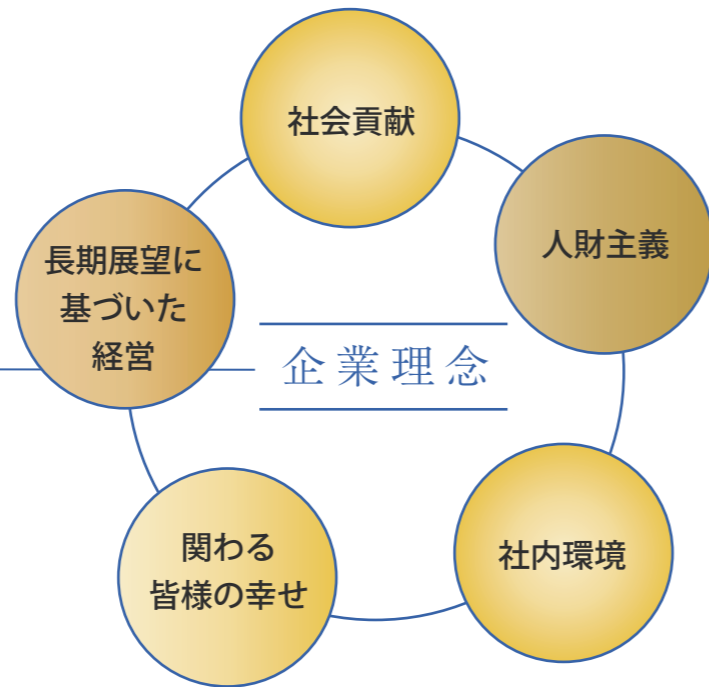 社会貢献
人財主義
長期展望に
基づいた
経営
企業理念
社内環境
関わる
皆様の幸せ